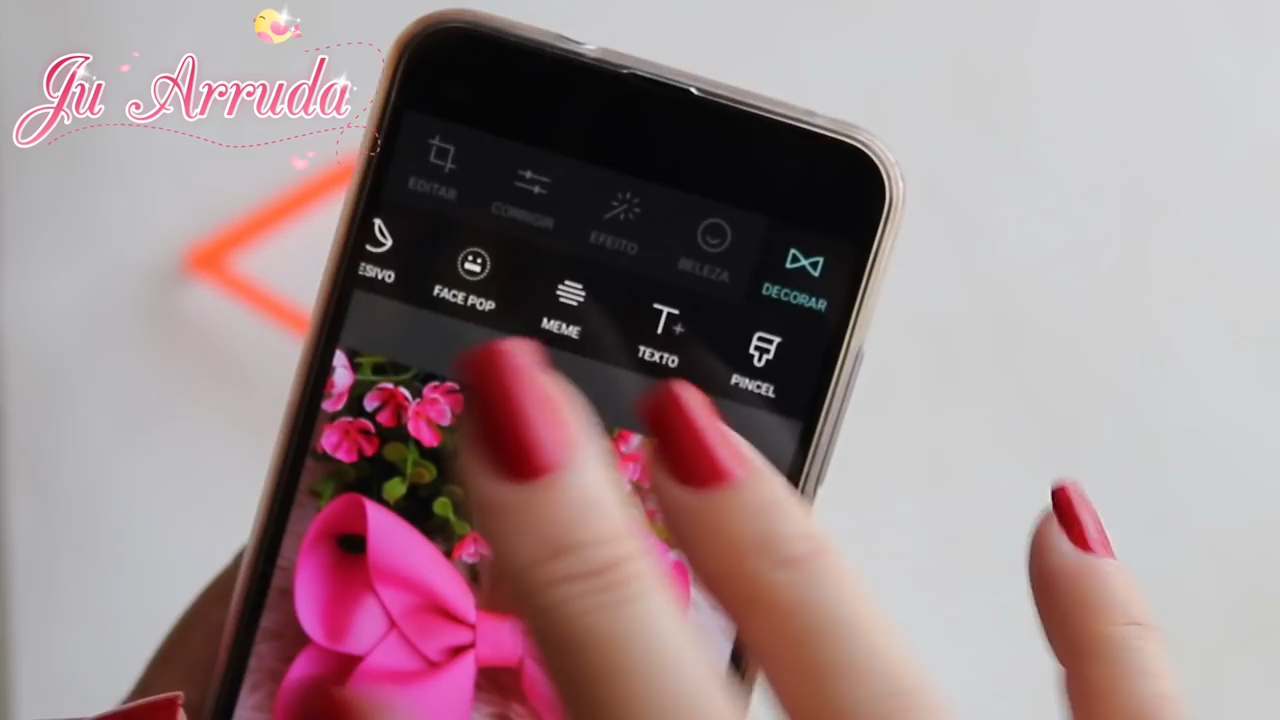 Ju Arruda
EDITAR
CORRIGIR
EFEITO
BELEZA
DECORAR
ESIVO
FACE POP
MEME
TEXTO
PINCEL